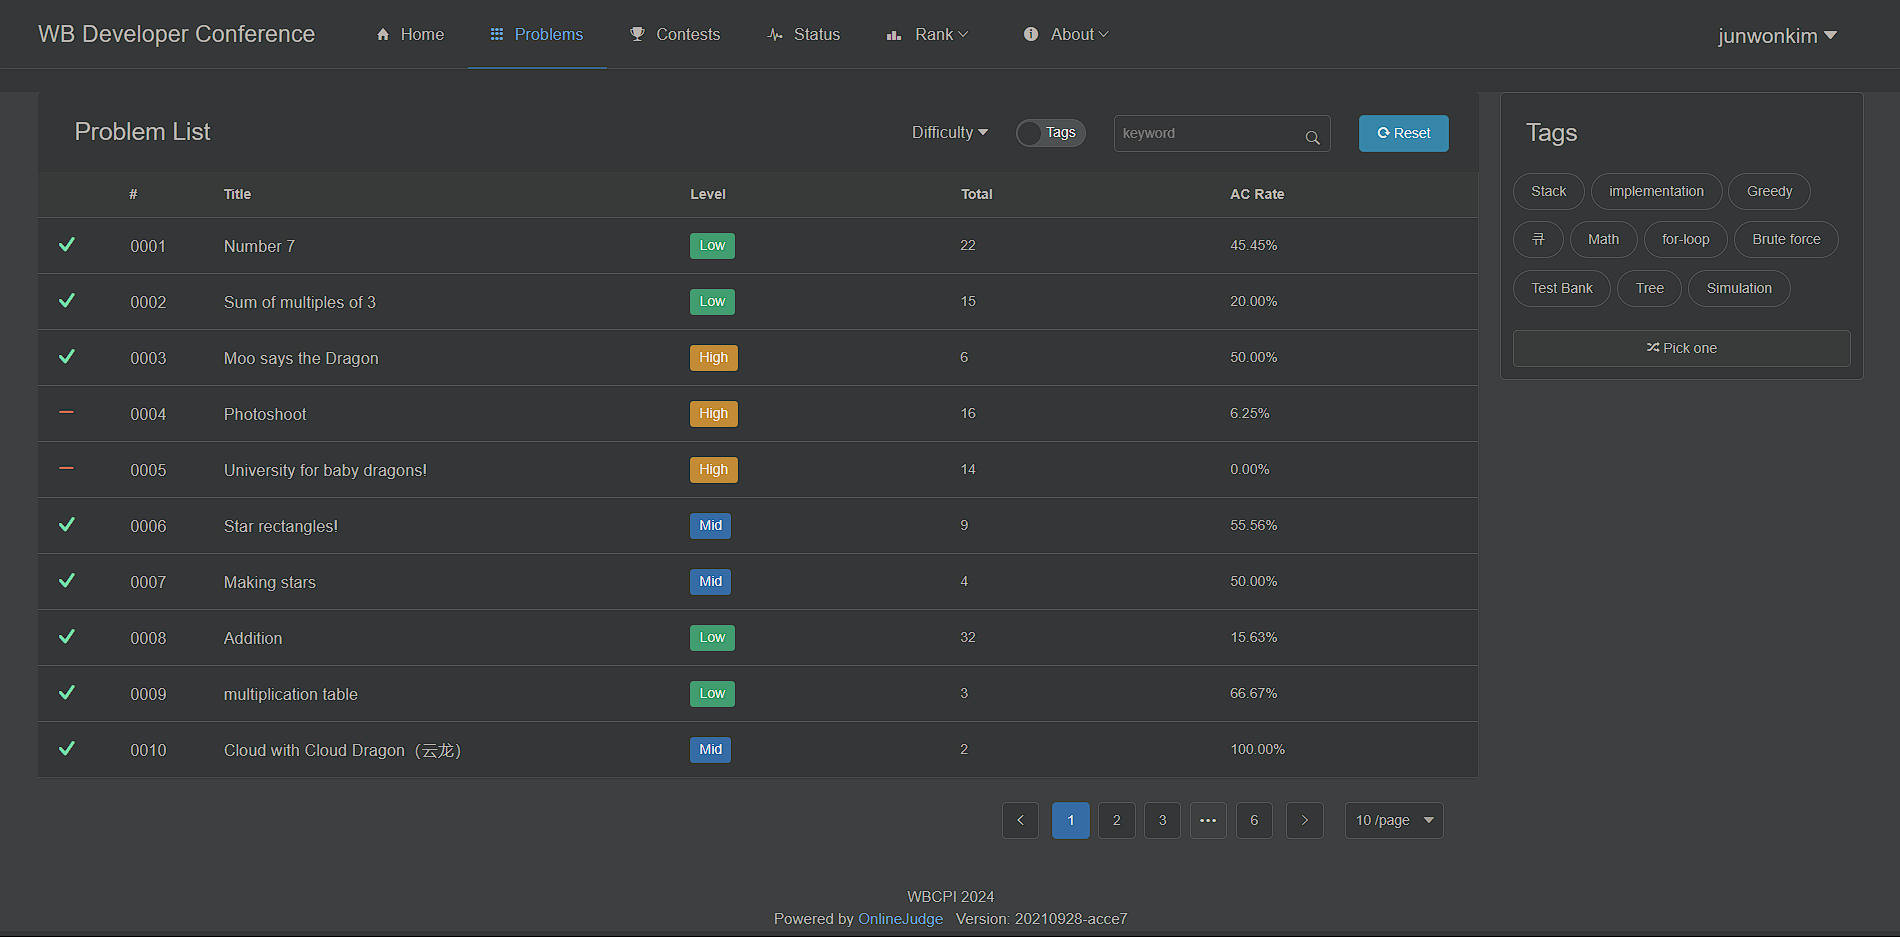 WB Developer Conference Home Problems Contests Status Rank About junwonkim
Problem List Difficulty Tags keyword Reset
# Title Level Total AC Rate
0001 Number 7 Low 22 45.45%
0002 Sum of multiples of 3 Low 15 20.00%
0003 Moo says the Dragon High 6 50.00%
0004 Photoshoot High 16 6.25%
0005 University for baby dragons! High 14 0.00%
0006 Star rectangles! Mid 9 55.56%
0007 Making stars Mid 4 50.00%
0008 Addition Low 32 15.63%
0009 multiplication table Low 3 66.67%
0010 Cloud with Cloud Dragon（云龙） Mid 2 100.00%
1 2 3 ••• 6 10 /page
Tags
Stack implementation Greedy
큐 Math for-loop Brute force
Test Bank Tree Simulation
Pick one
WBCPI 2024
Powered by OnlineJudge Version: 20210928-acce7